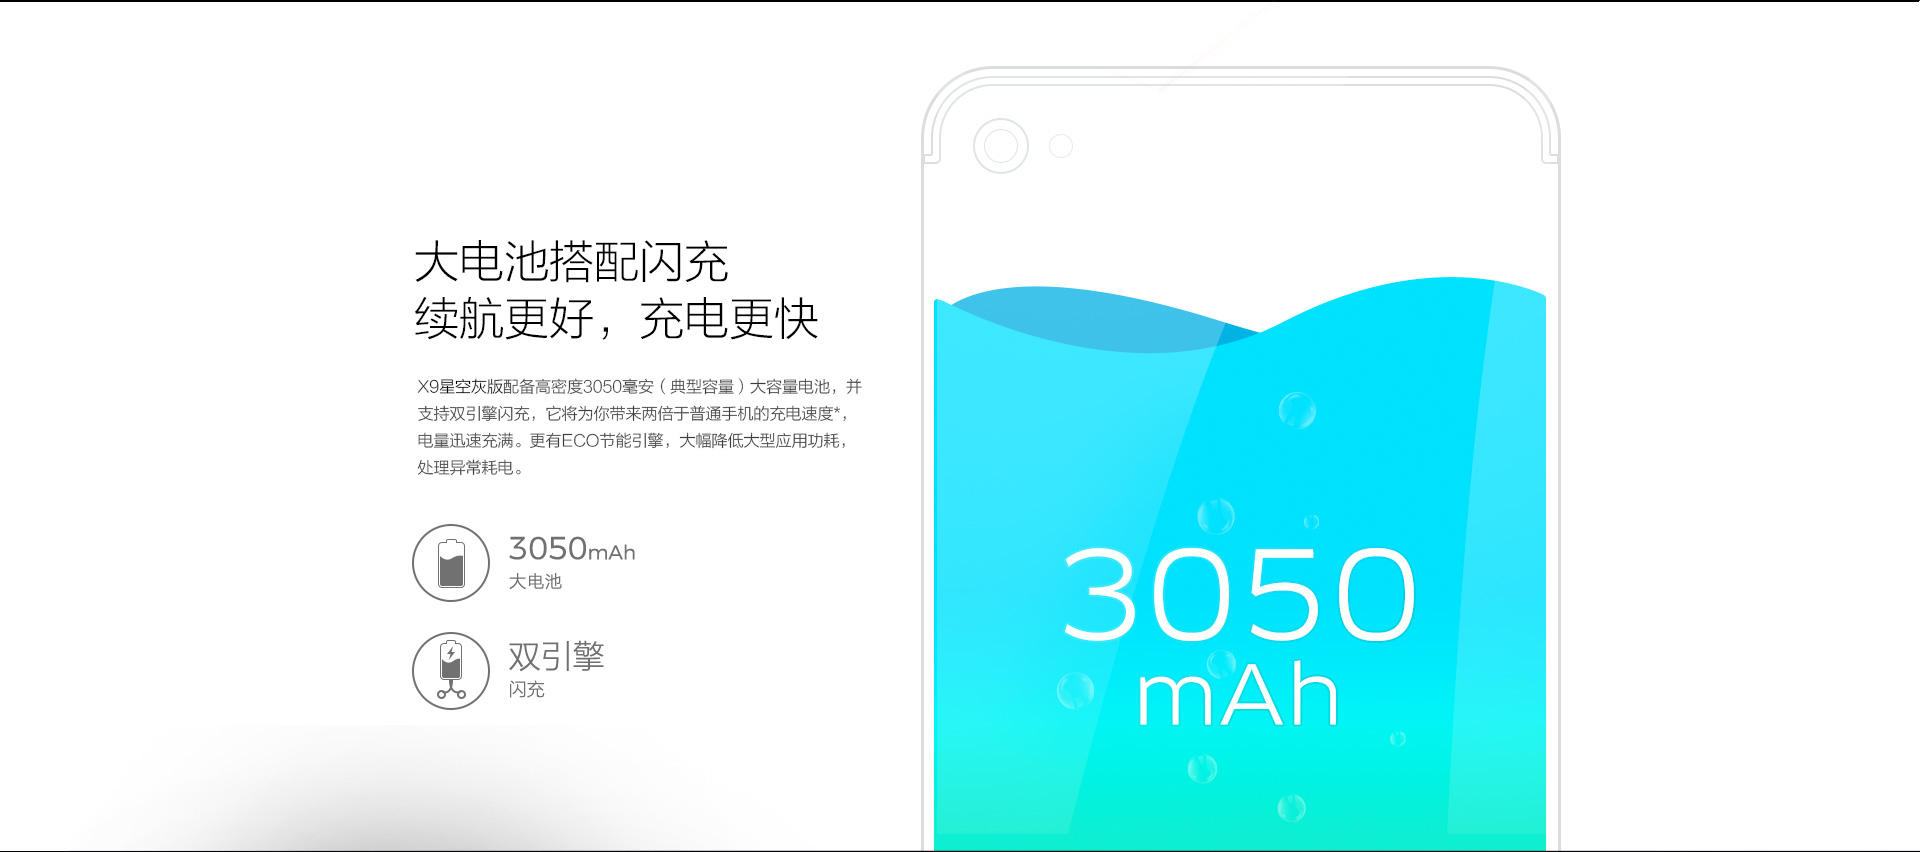 大电池搭配闪充
续航更好，充电更快
X9星空灰版配备高密度3050毫安（典型容量）大容量电池，并
支持双引擎闪充，它将为你带来两倍于普通手机的充电速度*，
电量迅速充满。更有ECO节能引擎，大幅降低大型应用功耗，
处理异常耗电。
3050mAh
大电池
双引擎
闪充
3050
mAh